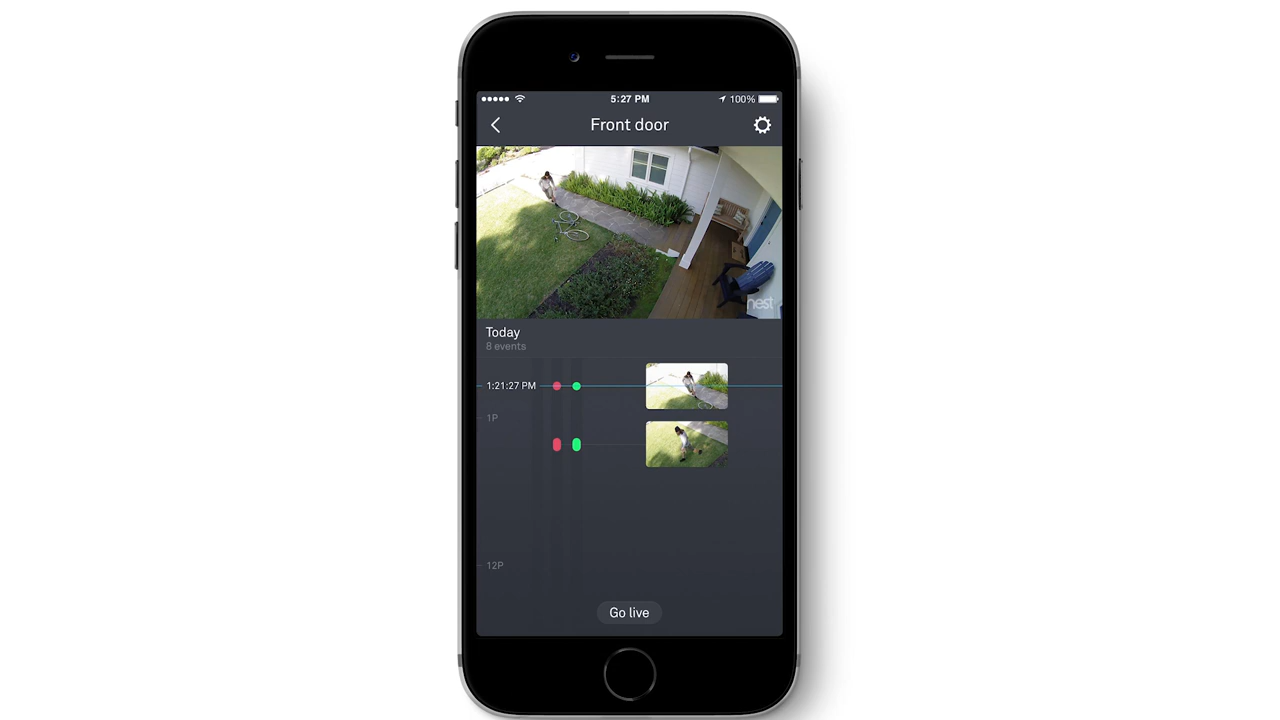 5:27 PM 100%
Front door
nest
Today
8 events
1:21:27 PM
1P
12P
Go live